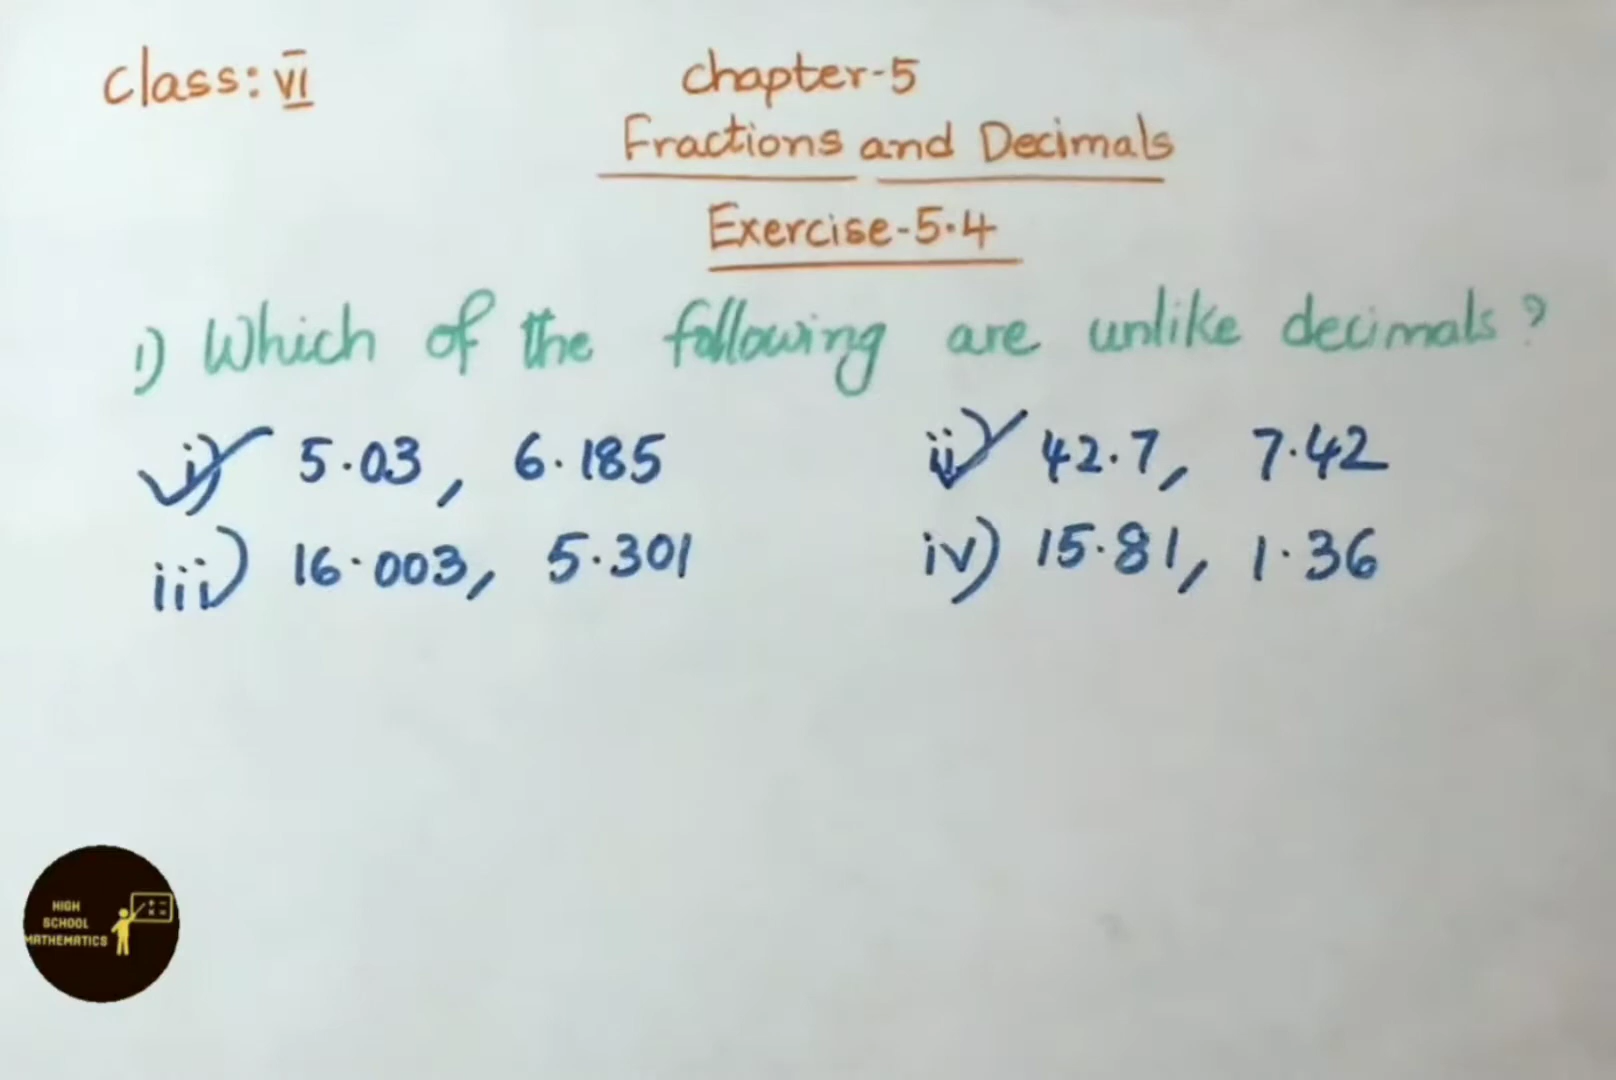 Class: VI
chapter-5
Fractions and Decimals
Exercise-5.4
1) Which of the following are unlike decimals?
i) 5.03, 6.185 ii) 42.7, 7.42
iii) 16.003, 5.301 iv) 15.81, 1.36
HIGH
SCHOOL
MATHEMATICS